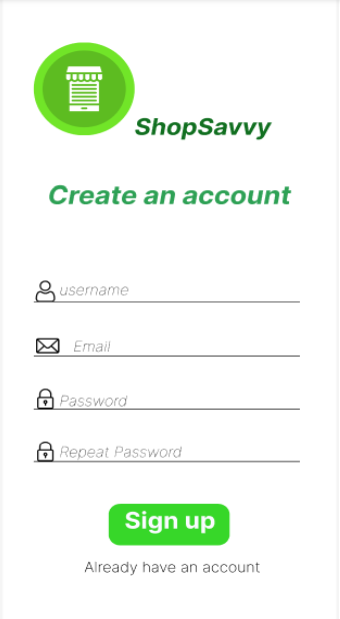 ShopSavvy
Create an account
username
Email
Password
Repeat Password
Sign up
Already have an account